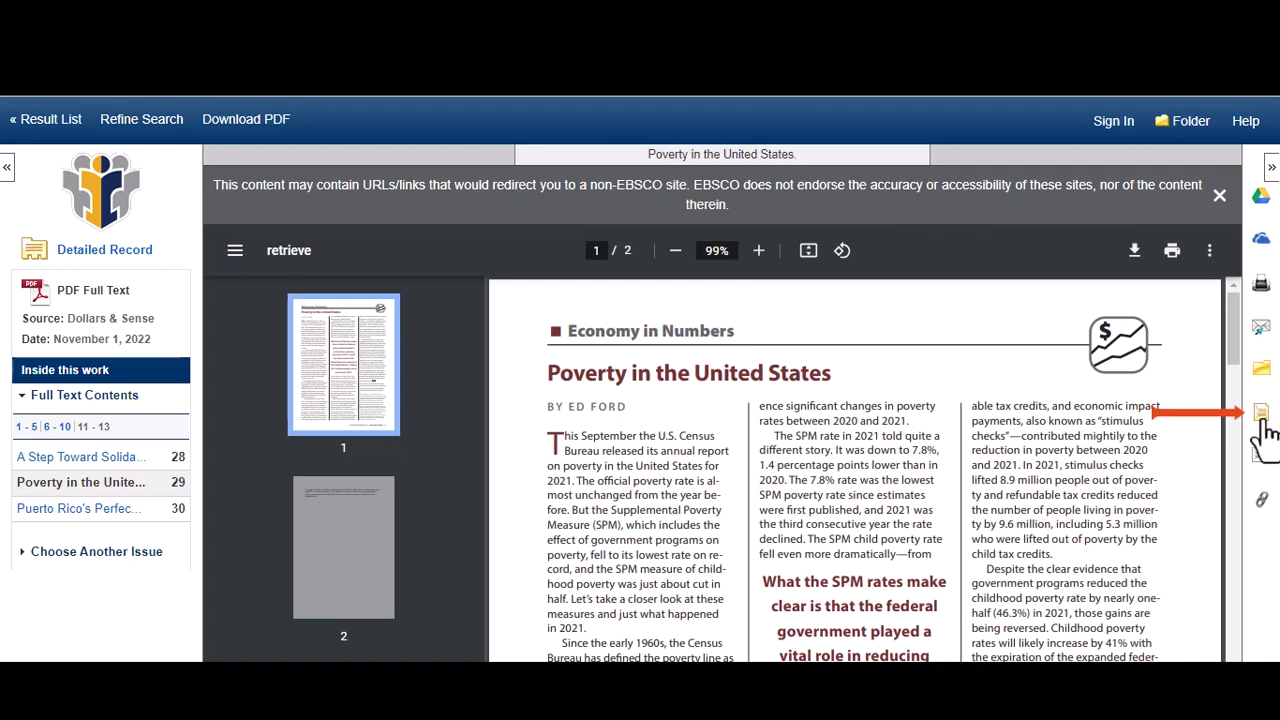 « Result List Refine Search Download PDF
Sign In Folder Help
«
»
Poverty in the United States.
This content may contain URLs/links that would redirect you to a non-EBSCO site. EBSCO does not endorse the accuracy or accessibility of these sites, nor of the content
therein.
Detailed Record
PDF
PDF Full Text
Source: Dollars & Sense
Date: November 1, 2022
Inside this work
Full Text Contents
1 - 5 6 - 10 11 - 13
A Step Toward Solida... 28
Poverty in the Unite... 29
Puerto Rico's Perfec... 30
Choose Another Issue
retrieve
1 / 2
99%
1
2
Economy in Numbers
$
Poverty in the United States
BY ED FORD
This September the U.S. Census
Bureau released its annual report
on poverty in the United States for
2021. The official poverty rate is al-
most unchanged from the year be-
fore. But the Supplemental Poverty
Measure (SPM), which includes the
effect of government programs on
poverty, fell to its lowest rate on re-
cord, and the SPM measure of child-
hood poverty was just about cut in
half. Let's take a closer look at these
measures and just what happened
in 2021.
Since the early 1960s, the Census
Bureau has defined the poverty line as
ence significant changes in poverty
rates between 2020 and 2021.
The SPM rate in 2021 told quite a
different story. It was down to 7.8%,
1.4 percentage points lower than in
2020. The 7.8% rate was the lowest
SPM poverty rate since estimates
were first published, and 2021 was
the third consecutive year the rate
declined. The SPM child poverty rate
fell even more dramatically—from
What the SPM rates make
clear is that the federal
government played a
vital role in reducing
able tax credits, and economic impact
payments, also known as "stimulus
checks"—contributed mightily to the
reduction in poverty between 2020
and 2021. In 2021, stimulus checks
lifted 8.9 million people out of pover-
ty and refundable tax credits reduced
the number of people living in pover-
ty by 9.6 million, including 5.3 million
who were lifted out of poverty by the
child tax credits.
Despite the clear evidence that
government programs reduced the
childhood poverty rate by nearly one-
half (46.3%) in 2021, those gains are
being reversed. Childhood poverty
rates will likely increase by 41% with
the expiration of the expanded feder-